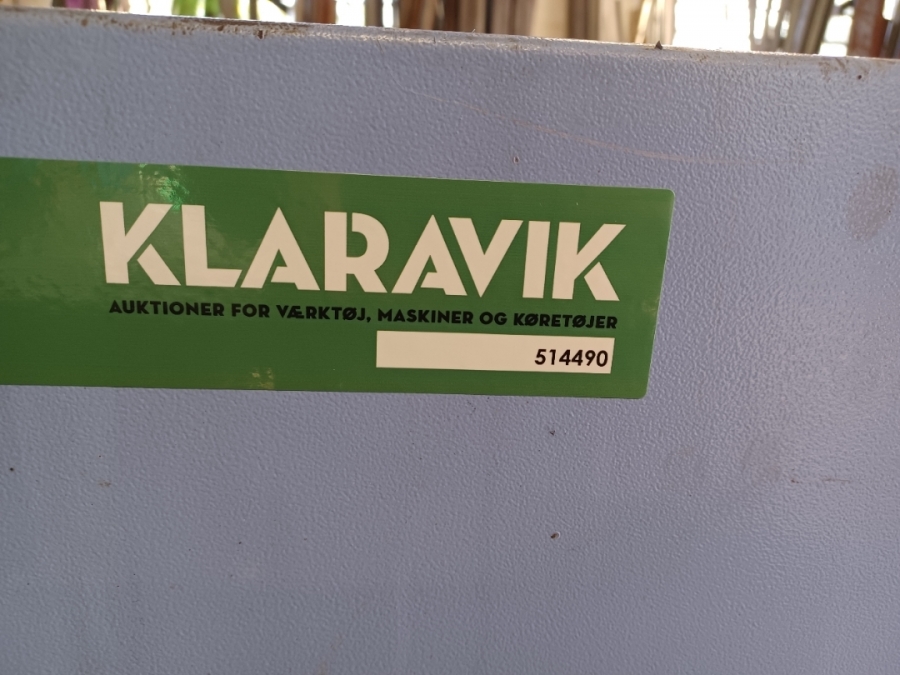 KLARAVIK
AUKTIONER FOR VÆRKTØJ, MASKINER OG KØRETØJER
514490